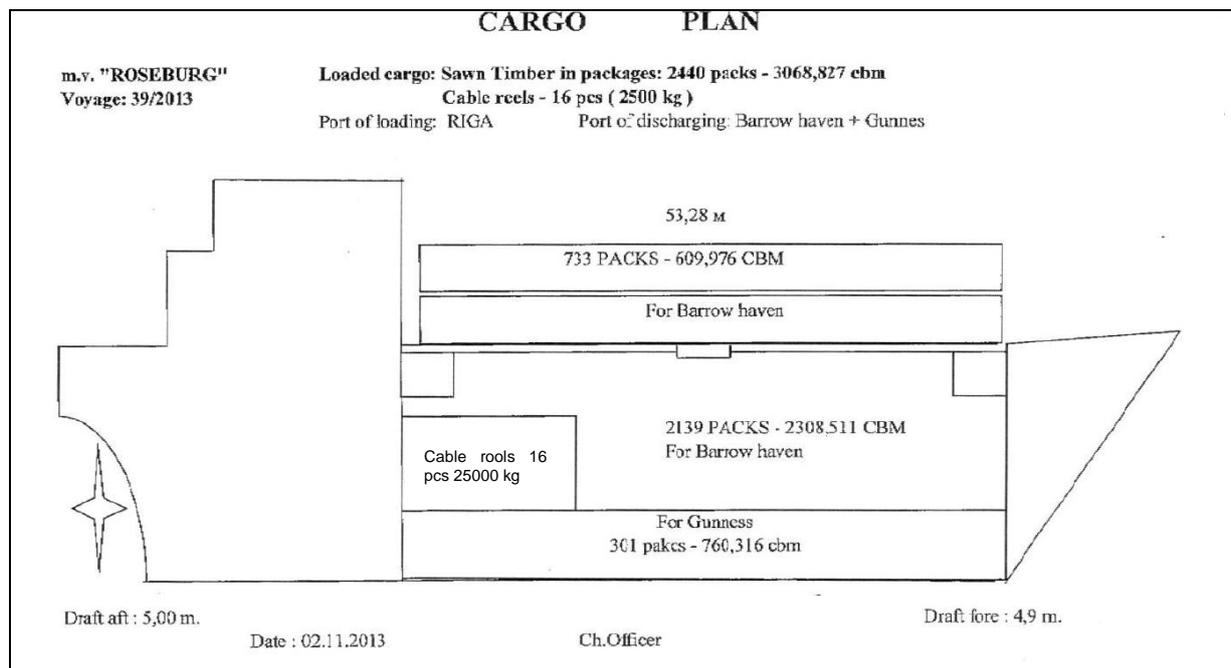 CARGO PLAN
m.v. "ROSEBURG" Loaded cargo: Sawn Timber in packages: 2440 packs - 3068,827 cbm
Voyage: 39/2013 Cable reels - 16 pcs ( 2500 kg )
Port of loading: RIGA Port of discharging: Barrow haven + Gunnes
53,28 м
733 PACKS - 609,976 CBM
For Barrow haven
2139 PACKS - 2308,511 CBM
For Barrow haven
Cable rools 16
pcs 25000 kg
For Gunness
301 pakcs - 760,316 cbm
Draft aft : 5,00 m. Draft fore : 4,9 m.
Date : 02.11.2013 Ch.Officer